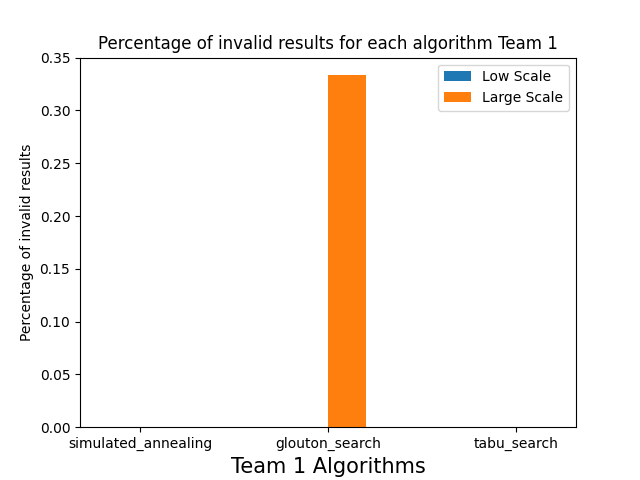 Percentage of invalid results for each algorithm Team 1
Low Scale
Large Scale
Percentage of invalid results
0.35
0.30
0.25
0.20
0.15
0.10
0.05
0.00
simulated_annealing glouton_search tabu_search
Team 1 Algorithms